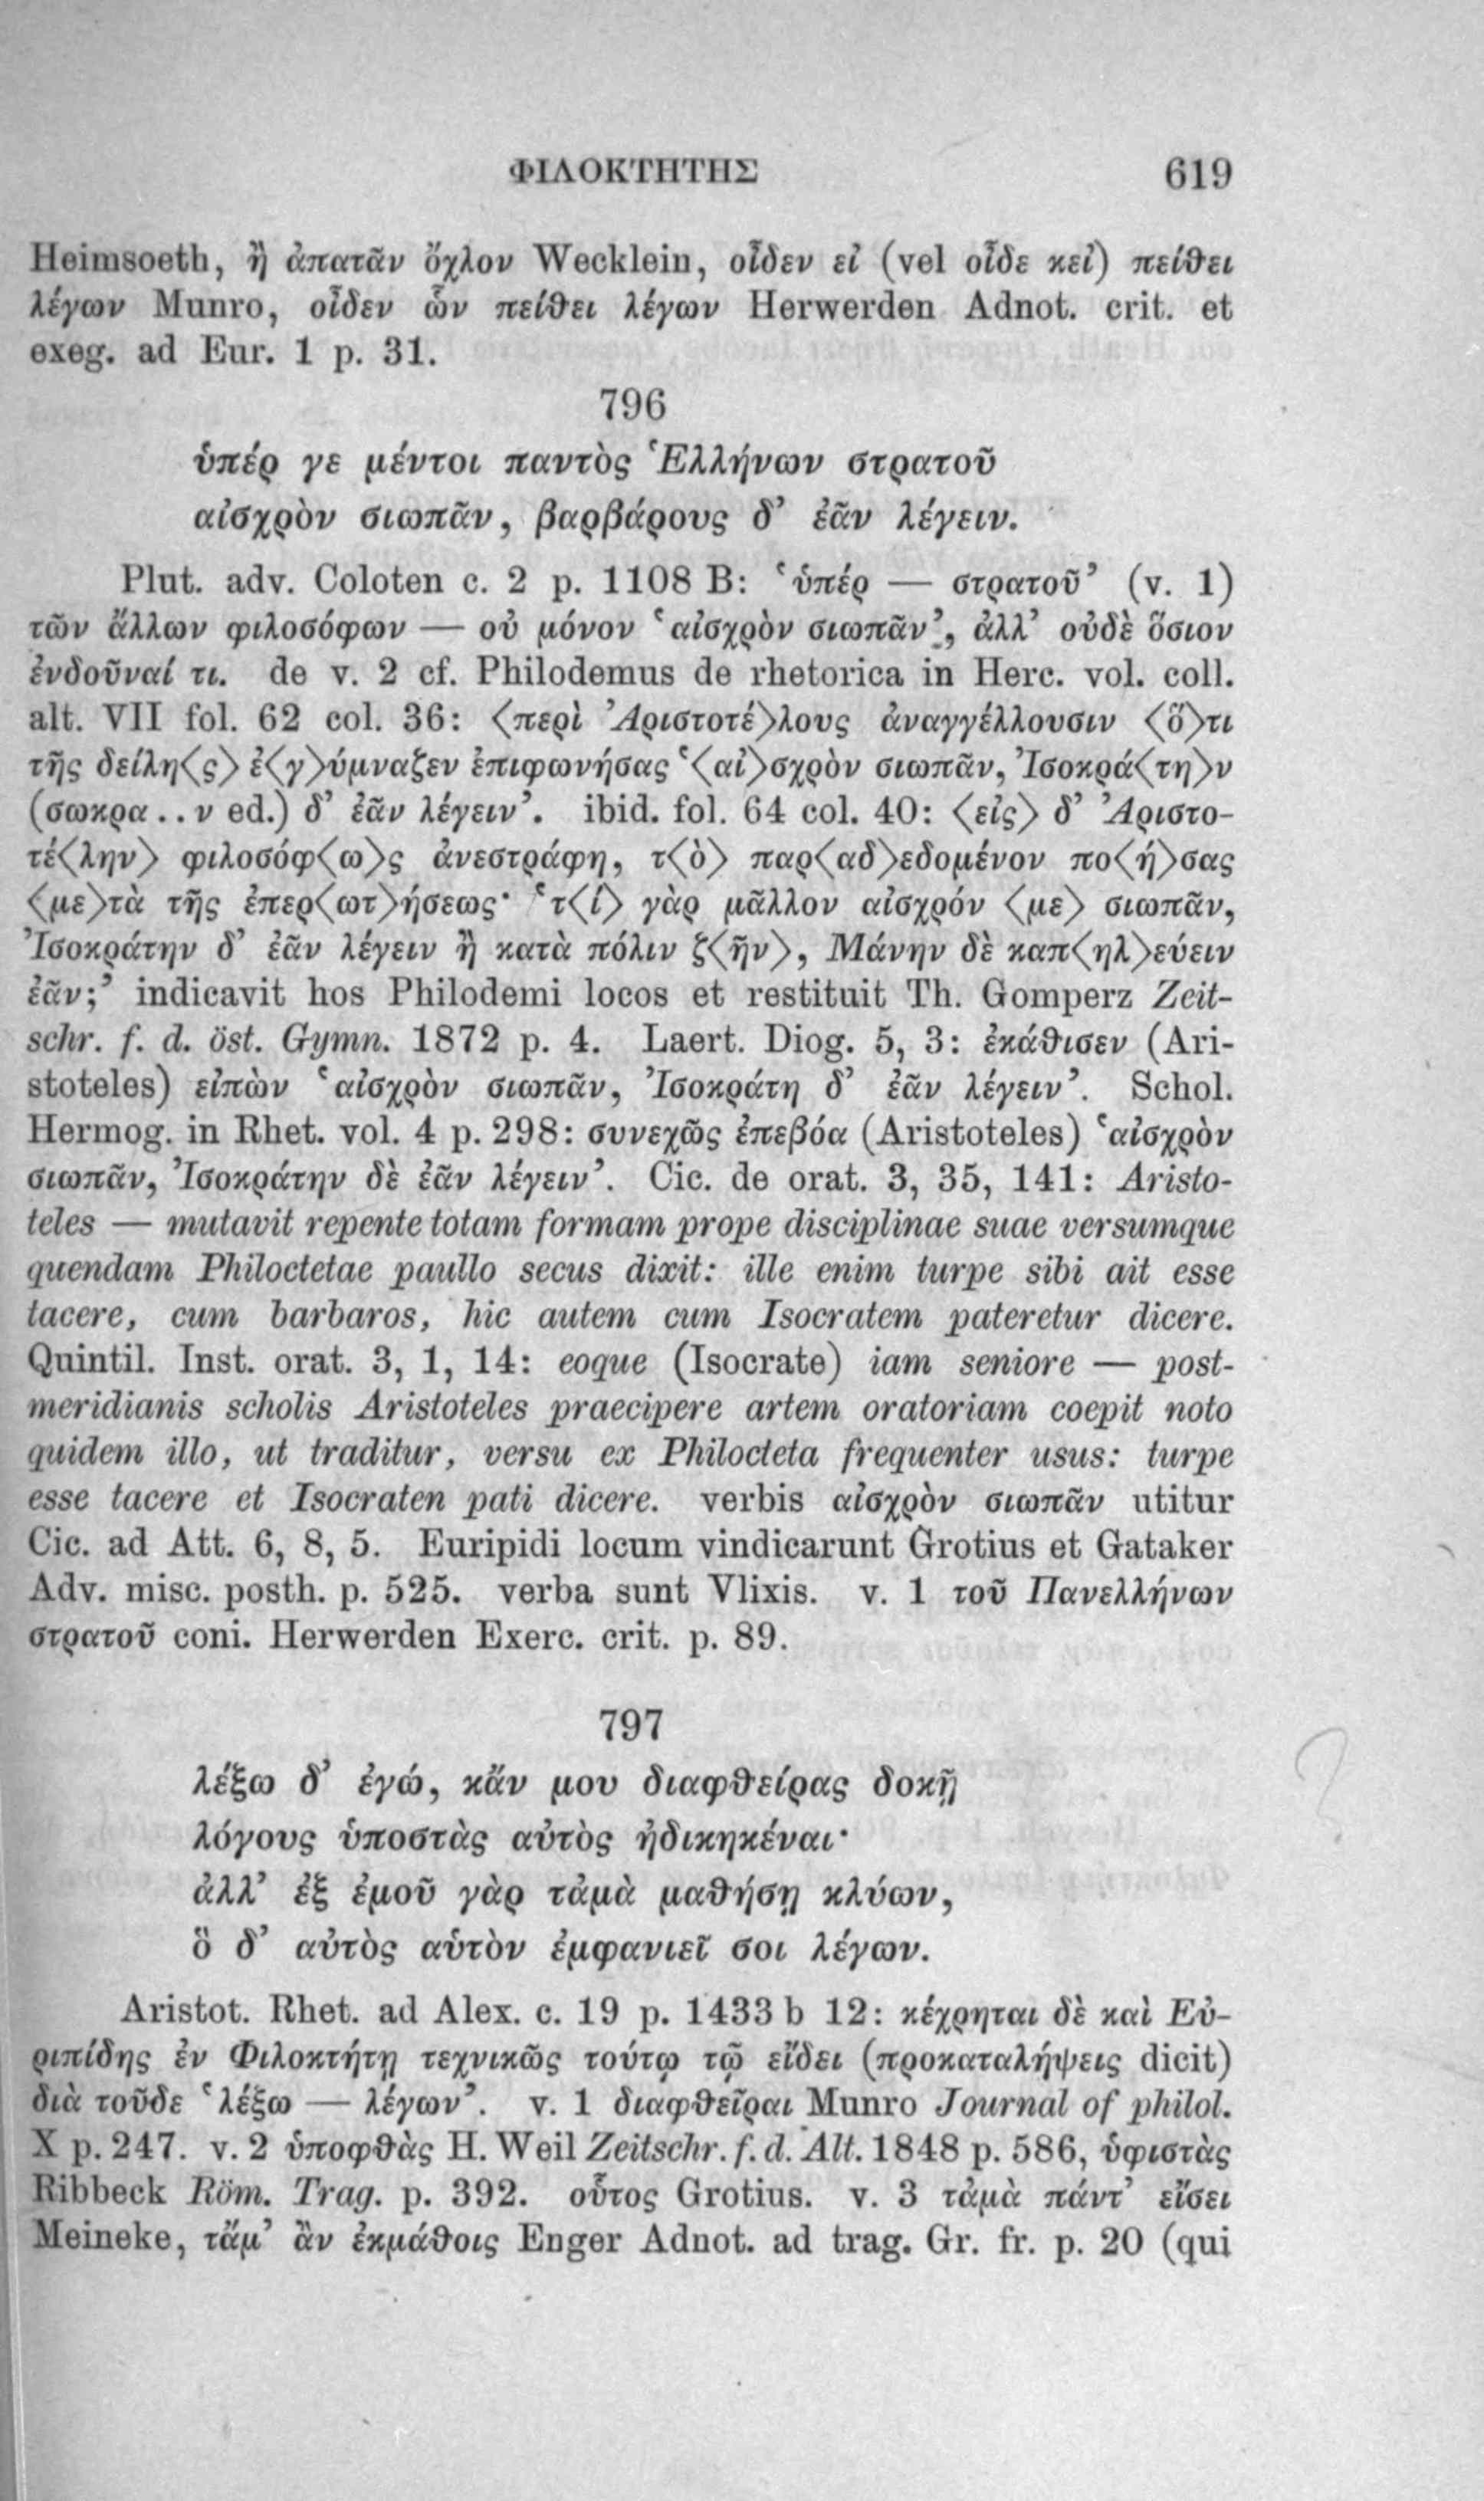 ΦΙΛΟΚΤΗΤΗΣ 619
Heimsoeth, ἢ ἀπατᾶν ὄχλον Wecklein, οἶδεν εἰ (vel οἶδε κεἰ) πείθει
λέγων Munro, οἶδεν ὧν πείθει λέγων Herwerden Adnot. crit. et
exeg. ad Eur. 1 p. 31.
796
ὑπέρ γε μέντοι παντὸς Ἑλλήνων στρατοῦ
αἰσχρὸν σιωπᾶν, βαρβάρους δ’ ἐᾶν λέγειν.
Plut. adv. Coloten c. 2 p. 1108 B: ‘ὑπέρ — στρατοῦ’ (v. 1)
τῶν ἄλλων φιλοσόφων — οὐ μόνον ‘αἰσχρὸν σιωπᾶν’, ἀλλ’ οὐδὲ ὅσιον
ἐνδοῦναί τι. de v. 2 cf. Philodemus de rhetorica in Herc. vol. coll.
alt. VII fol. 62 col. 36: ⟨περὶ Ἀριστοτέ⟩λους ἀναγγέλλουσιν ⟨ὅ⟩τι
τῆς δείλη⟨ς⟩ ἐ⟨γ⟩ύμναζεν ἐπιφωνήσας ‘⟨αἰ⟩σχρὸν σιωπᾶν, Ἰσοκρά⟨τη⟩ν
(σωκρα..ν ed.) δ’ ἐᾶν λέγειν’. ibid. fol. 64 col. 40: ⟨εἰς⟩ δ’ Ἀριστο-
τέ⟨λην⟩ φιλοσόφ⟨ω⟩ς ἀνεστράφη, τ⟨ὸ⟩ παρ⟨αδ⟩εδομένον πο⟨ή⟩σας
⟨με⟩τὰ τῆς ἐπερ⟨ωτ⟩ήσεως· ‘τ⟨ί⟩ γὰρ μᾶλλον αἰσχρόν ⟨με⟩ σιωπᾶν,
Ἰσοκράτην δ’ ἐᾶν λέγειν ἢ κατὰ πόλιν ζ⟨ῆν⟩, Μάνην δὲ καπ⟨ηλ⟩εύειν
ἐᾶν;’ indicavit hos Philodemi locos et restituit Th. Gomperz Zeit-
schr. f. d. öst. Gymn. 1872 p. 4. Laert. Diog. 5, 3: ἐκάθισεν (Ari-
stoteles) εἰπὼν ‘αἰσχρὸν σιωπᾶν, Ἰσοκράτη δ’ ἐᾶν λέγειν’. Schol.
Hermog. in Rhet. vol. 4 p. 298: συνεχῶς ἐπεβόα (Aristoteles) ‘αἰσχρὸν
σιωπᾶν, Ἰσοκράτην δὲ ἐᾶν λέγειν’. Cic. de orat. 3, 35, 141: Aristo-
teles — mutavit repente totam formam prope disciplinae suae versumque
quendam Philoctetae paullo secus dixit: ille enim turpe sibi ait esse
tacere, cum barbaros, hic autem cum Isocratem pateretur dicere.
Quintil. Inst. orat. 3, 1, 14: eoque (Isocrate) iam seniore — post-
meridianis scholis Aristoteles praecipere artem oratoriam coepit noto
quidem illo, ut traditur, versu ex Philocteta frequenter usus: turpe
esse tacere et Isocraten pati dicere. verbis αἰσχρὸν σιωπᾶν utitur
Cic. ad Att. 6, 8, 5. Euripidi locum vindicarunt Grotius et Gataker
Adv. misc. posth. p. 525. verba sunt Vlixis. v. 1 τοῦ Πανελλήνων
στρατοῦ coni. Herwerden Exerc. crit. p. 89.
797
λέξω δ’ ἐγώ, κἄν μου διαφθείρας δοκῇ
λόγους ὑποστὰς αὐτὸς ἠδικηκέναι·
ἀλλ’ ἐξ ἐμοῦ γὰρ τἀμὰ μαθήσῃ κλύων,
ὃ δ’ αὐτὸς αὑτὸν ἐμφανιεῖ σοι λέγων.
Aristot. Rhet. ad Alex. c. 19 p. 1433 b 12: κέχρηται δὲ καὶ Εὐ-
ριπίδης ἐν Φιλοκτήτῃ τεχνικῶς τούτῳ τῷ εἴδει (προκαταλήψεις dicit)
διὰ τοῦδε ‘λέξω — λέγων’. v. 1 διαφθεῖραι Munro Journal of philol.
X p. 247. v. 2 ὑποφθὰς H. Weil Zeitschr. f. d. Alt. 1848 p. 586, ὑφιστὰς
Ribbeck Röm. Trag. p. 392. οὗτος Grotius. v. 3 τἀμὰ πάντ’ εἴσει
Meineke, τἄμ’ ἂν ἐκμάθοις Enger Adnot. ad trag. Gr. fr. p. 20 (qui